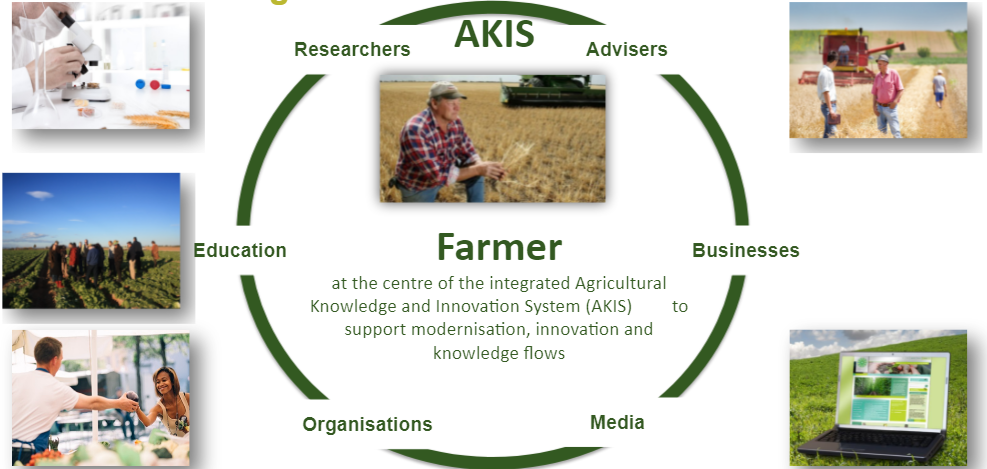 AKIS
Researchers
Advisers
Education
Farmer
Businesses
at the centre of the integrated Agricultural
Knowledge and Innovation System (AKIS) to
support modernisation, innovation and
knowledge flows
Organisations
Media